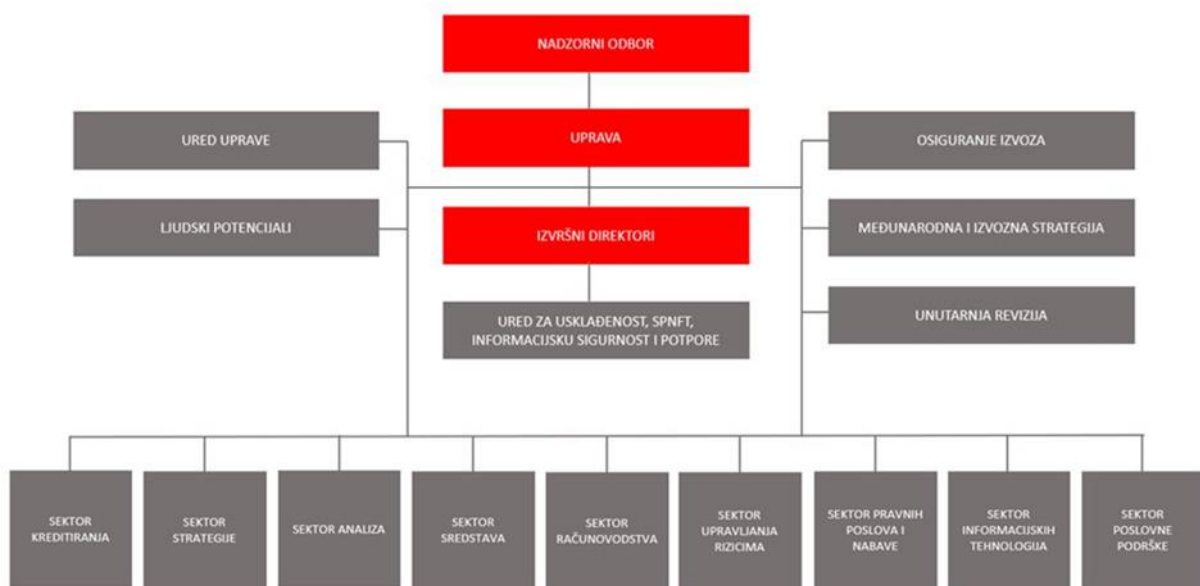 NADZORNI ODBOR
URED UPRAVE
UPRAVA
OSIGURANJE IZVOZA
LJUDSKI POTENCIJALI
IZVRŠNI DIREKTORI
MEĐUNARODNA I IZVOZNA STRATEGIJA
URED ZA USKLAĐENOST, SPNFT,
INFORMACIJSKU SIGURNOST I POTPORE
UNUTARNJA REVIZIJA
SEKTOR
KREDITIRANJA
SEKTOR
STRATEGIJE
SEKTOR ANALIZA
SEKTOR
SREDSTAVA
SEKTOR
RAČUNOVODSTVA
SEKTOR
UPRAVLJANJA
RIZICIMA
SEKTOR PRAVNIH
POSLOVA I
NABAVE
SEKTOR
INFORMACIJSKIH
TEHNOLOGIJA
SEKTOR
POSLOVNE
PODRŠKE